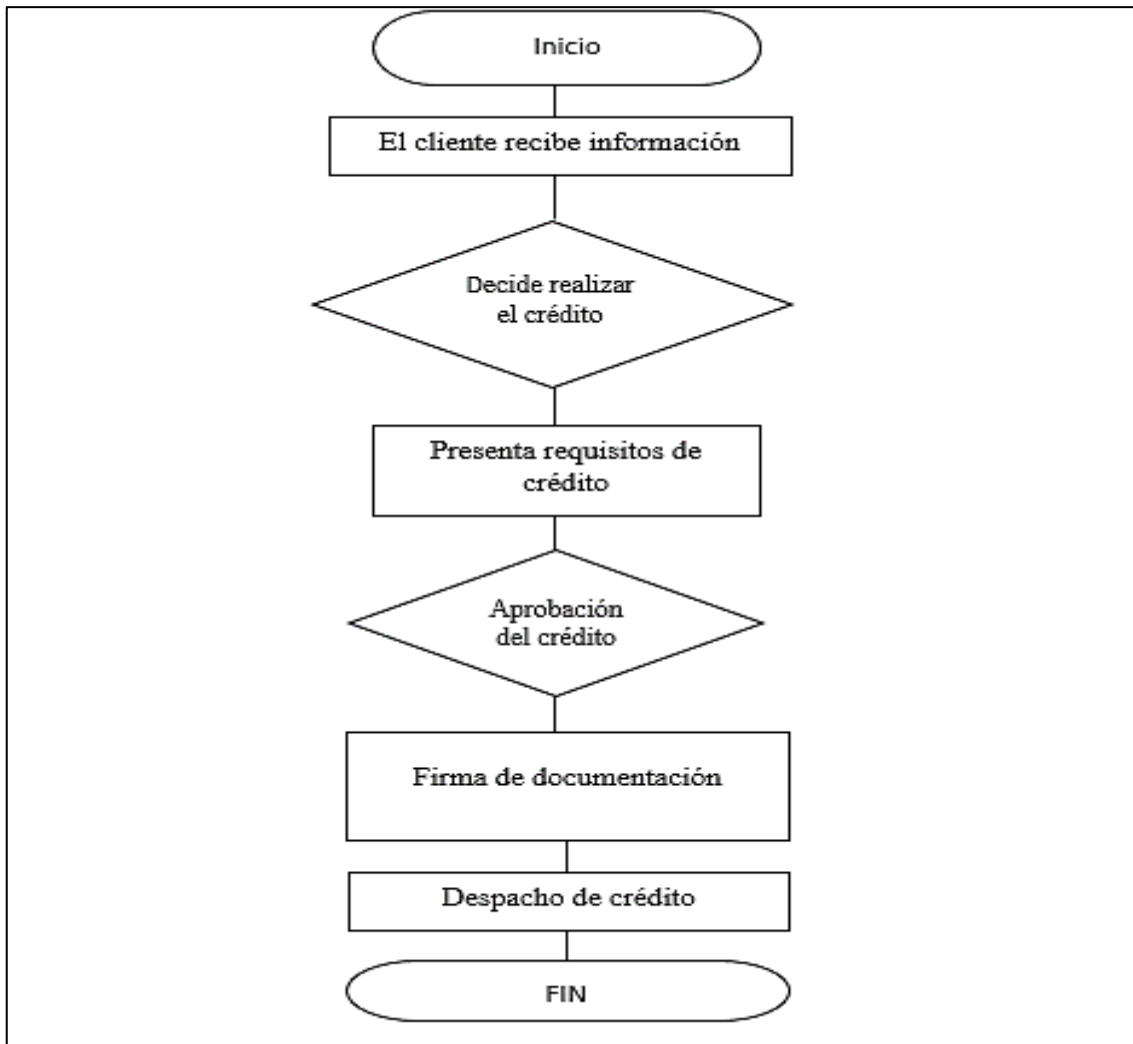 Inicio
El cliente recibe información
Decide realizar
el crédito
Presenta requisitos de
crédito
Aprobación
del crédito
Firma de documentación
Despacho de crédito
FIN